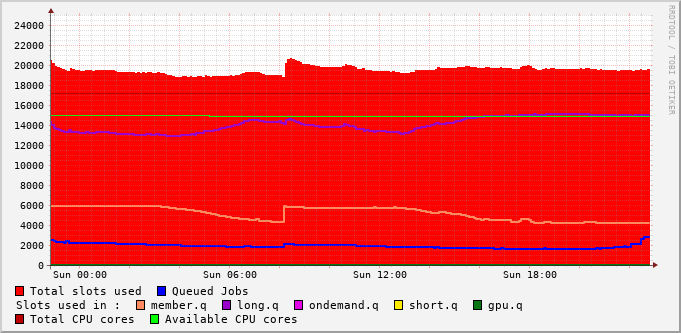 24000
22000
20000
18000
16000
14000
12000
10000
8000
6000
4000
2000
0
Sun 00:00 Sun 06:00 Sun 12:00 Sun 18:00
Total slots used Queued Jobs
Slots used in : member.q long.q ondemand.q short.q gpu.q
Total CPU cores Available CPU cores
RRDTOOL / TOBI OETIKER